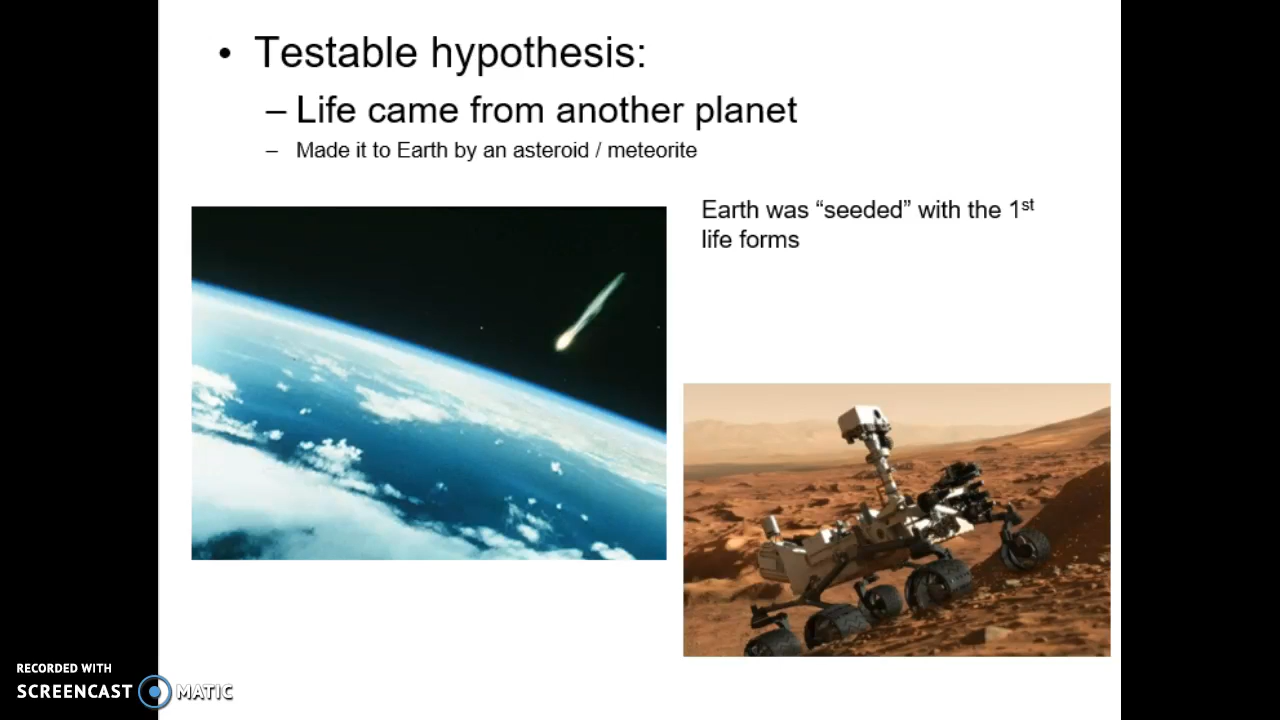 • Testable hypothesis:
– Life came from another planet
– Made it to Earth by an asteroid / meteorite
Earth was “seeded” with the 1st
life forms
RECORDED WITH
SCREENCAST MATIC